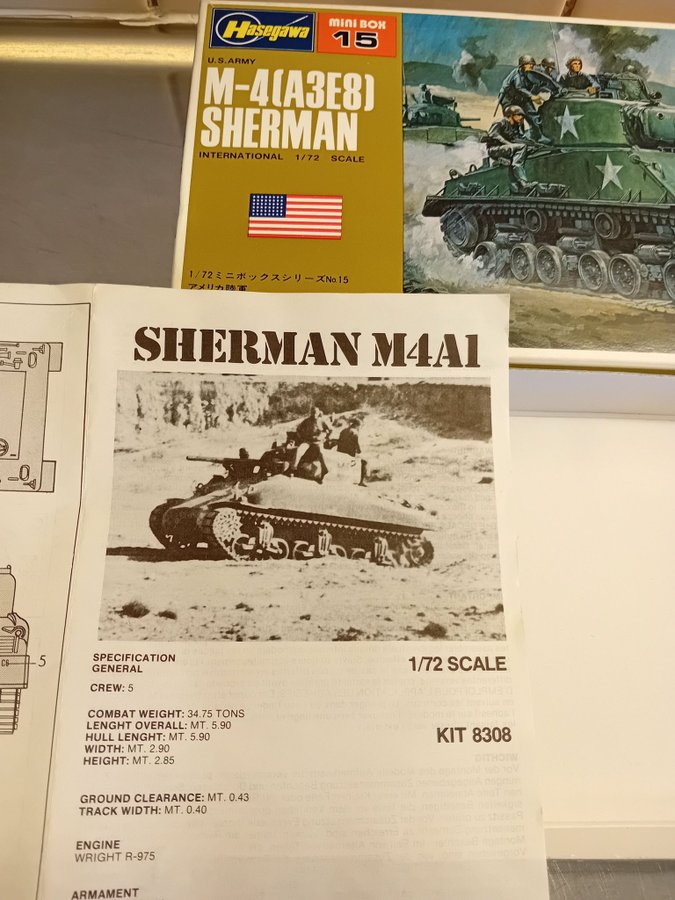 Hasegawa
MINI BOX
15
U.S. ARMY
M-4(A3E8)
SHERMAN
INTERNATIONAL 1/72 SCALE
1/72ミニボックスシリーズNo.15
アメリカ陸軍
SHERMAN M4A1
SPECIFICATION
GENERAL
1/72 SCALE
CREW: 5
COMBAT WEIGHT: 34.75 TONS
LENGHT OVERALL: MT. 5.90
HULL LENGHT: MT. 5.90
KIT 8308
WIDTH: MT. 2.90
HEIGHT: MT. 2.85
GROUND CLEARANCE: MT. 0.43
TRACK WIDTH: MT. 0.40
ENGINE
WRIGHT R-975
ARMAMENT
5
WICHTIG